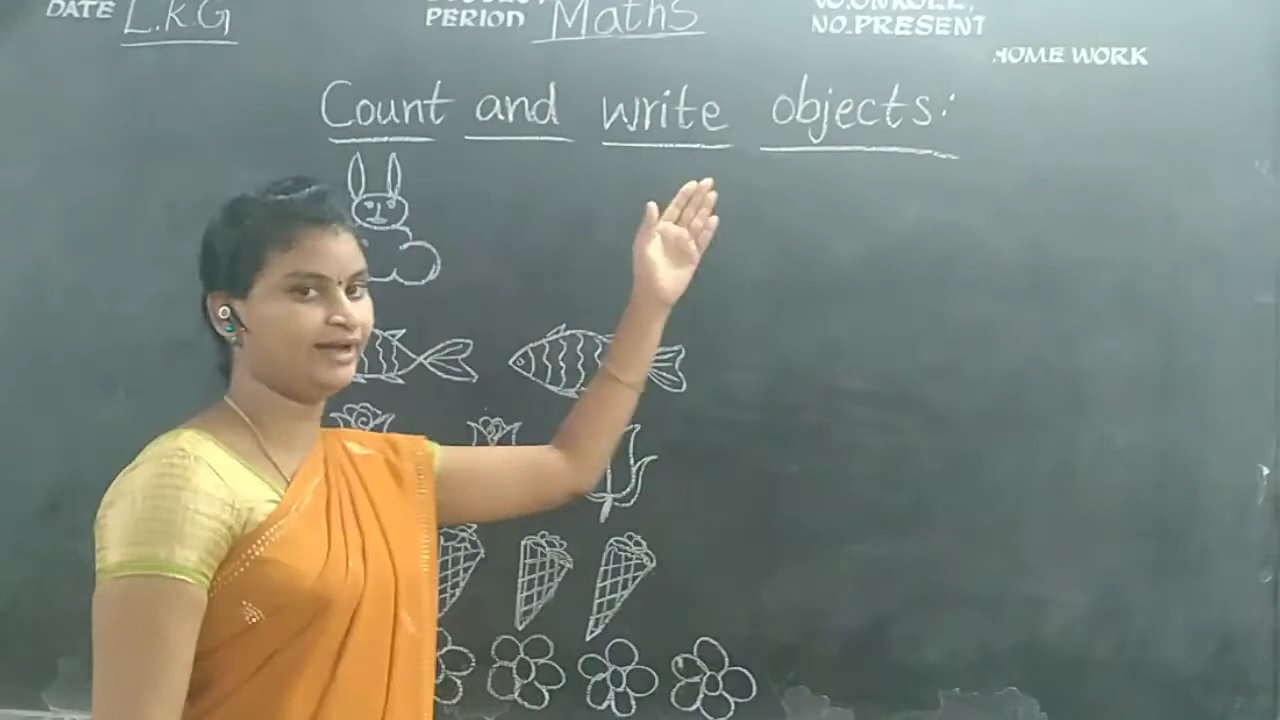 DATE L.K.G
PERIOD Maths
NO.PRESENT
HOME WORK
Count and write objects: